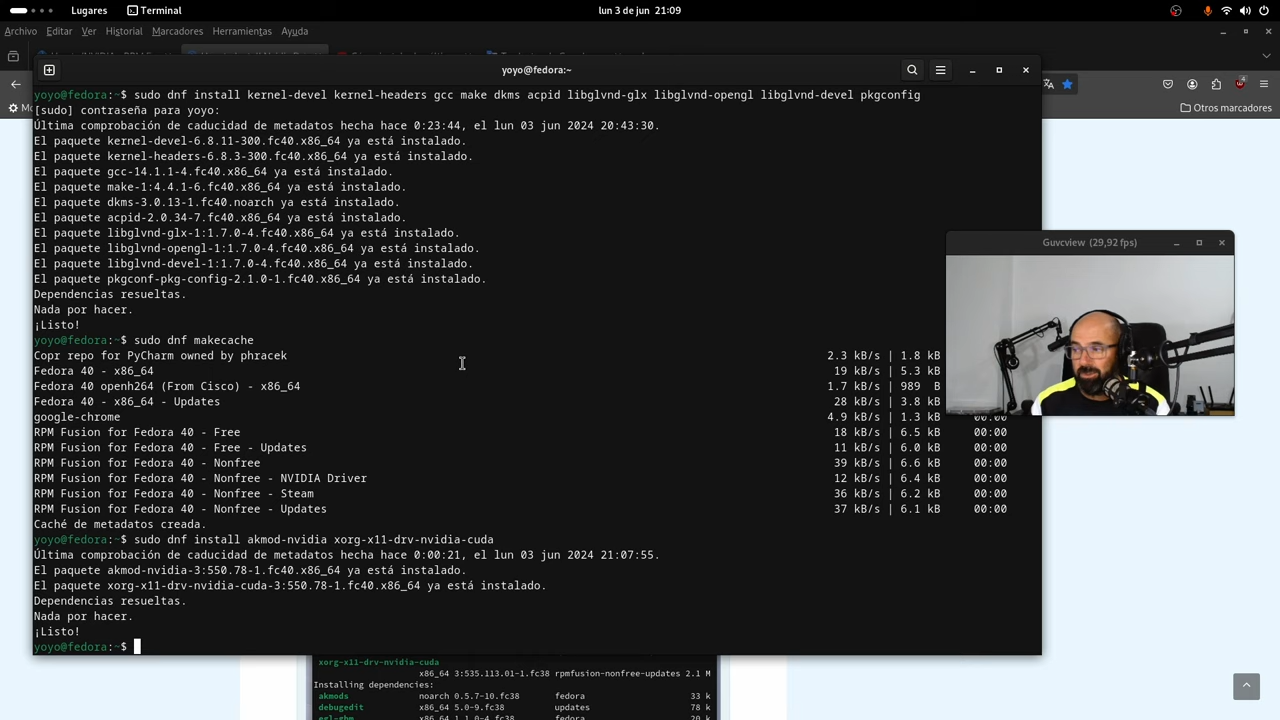 Lugares
Terminal
lun 3 de jun  21:09
Archivo Editar Ver Historial Marcadores Herramientas Ayuda
yoyo@fedora:~
Otros marcadores
yoyo@fedora:~$ sudo dnf install kernel-devel kernel-headers gcc make dkms acpid libglvnd-glx libglvnd-opengl libglvnd-devel pkgconfig
[sudo] contraseña para yoyo:
Última comprobación de caducidad de metadatos hecha hace 0:23:44, el lun 03 jun 2024 20:43:30.
El paquete kernel-devel-6.8.11-300.fc40.x86_64 ya está instalado.
El paquete kernel-headers-6.8.3-300.fc40.x86_64 ya está instalado.
El paquete gcc-14.1.1-4.fc40.x86_64 ya está instalado.
El paquete make-1:4.4.1-6.fc40.x86_64 ya está instalado.
El paquete dkms-3.0.13-1.fc40.noarch ya está instalado.
El paquete acpid-2.0.34-7.fc40.x86_64 ya está instalado.
El paquete libglvnd-glx-1:1.7.0-4.fc40.x86_64 ya está instalado.
El paquete libglvnd-opengl-1:1.7.0-4.fc40.x86_64 ya está instalado.
El paquete libglvnd-devel-1:1.7.0-4.fc40.x86_64 ya está instalado.
El paquete pkgconf-pkg-config-2.1.0-1.fc40.x86_64 ya está instalado.
Dependencias resueltas.
Nada por hacer.
¡Listo!
yoyo@fedora:~$ sudo dnf makecache
Copr repo for PyCharm owned by phracek 2.3 kB/s | 1.8 kB
Fedora 40 - x86_64 19 kB/s | 5.3 kB
Fedora 40 openh264 (From Cisco) - x86_64 1.7 kB/s | 989 B
Fedora 40 - x86_64 - Updates 28 kB/s | 3.8 kB
google-chrome 4.9 kB/s | 1.3 kB 00:00
RPM Fusion for Fedora 40 - Free 18 kB/s | 6.5 kB 00:00
RPM Fusion for Fedora 40 - Free - Updates 11 kB/s | 6.0 kB 00:00
RPM Fusion for Fedora 40 - Nonfree 39 kB/s | 6.6 kB 00:00
RPM Fusion for Fedora 40 - Nonfree - NVIDIA Driver 12 kB/s | 6.4 kB 00:00
RPM Fusion for Fedora 40 - Nonfree - Steam 36 kB/s | 6.2 kB 00:00
RPM Fusion for Fedora 40 - Nonfree - Updates 37 kB/s | 6.1 kB 00:00
Caché de metadatos creada.
yoyo@fedora:~$ sudo dnf install akmod-nvidia xorg-x11-drv-nvidia-cuda
Última comprobación de caducidad de metadatos hecha hace 0:00:21, el lun 03 jun 2024 21:07:55.
El paquete akmod-nvidia-3:550.78-1.fc40.x86_64 ya está instalado.
El paquete xorg-x11-drv-nvidia-cuda-3:550.78-1.fc40.x86_64 ya está instalado.
Dependencias resueltas.
Nada por hacer.
¡Listo!
yoyo@fedora:~$
Guvcview (29,92 fps)
xorg-x11-drv-nvidia-cuda
x86_64 3:535.113.01-1.fc38 rpmfusion-nonfree-updates 2.1 M
Installing dependencies:
akmods noarch 0.5.7-10.fc38 fedora 33 k
debugedit x86_64 5.0-9.fc38 updates 78 k
egl-gbm x86_64 1.1.0-4.fc38 fedora 20 k